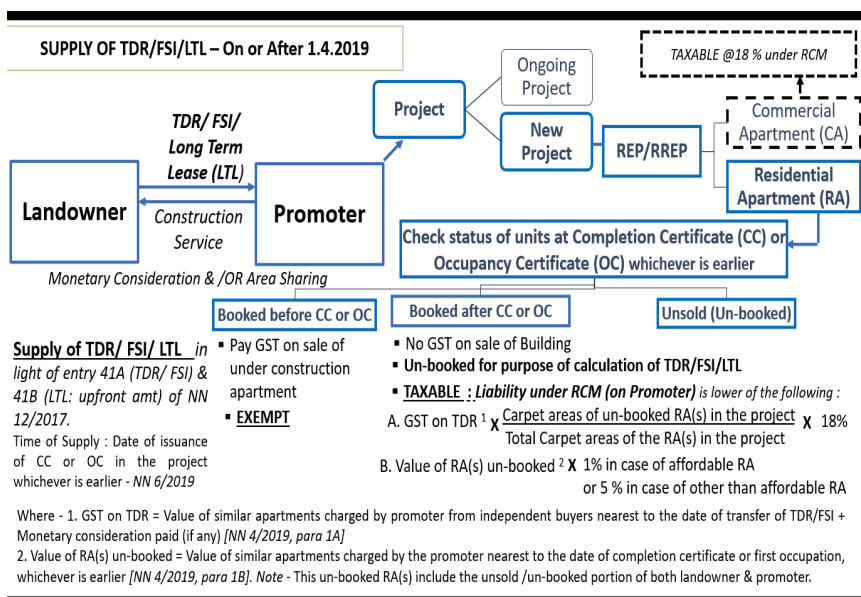 SUPPLY OF TDR/FSI/LTL – On or After 1.4.2019
TAXABLE @18 % under RCM
Ongoing
Project
Project
New
Project
REP/RREP
Commercial
Apartment (CA)
Residential
Apartment (RA)
TDR/ FSI/
Long Term
Lease (LTL)
Landowner
Promoter
Construction
Service
Monetary Consideration & /OR Area Sharing
Check status of units at Completion Certificate (CC) or
Occupancy Certificate (OC) whichever is earlier
Booked before CC or OC
Booked after CC or OC
Unsold (Un-booked)
Supply of TDR/ FSI/ LTL in
light of entry 41A (TDR/ FSI) &
41B (LTL: upfront amt) of NN
12/2017.
Time of Supply : Date of issuance
of CC or OC in the project
whichever is earlier - NN 6/2019
▪ Pay GST on sale of
under construction
apartment
▪ EXEMPT
▪ No GST on sale of Building
▪ Un-booked for purpose of calculation of TDR/FSI/LTL
▪ TAXABLE : Liability under RCM (on Promoter) is lower of the following :
A. GST on TDR 1 X Carpet areas of un-booked RA(s) in the project X 18%
Total Carpet areas of the RA(s) in the project
B. Value of RA(s) un-booked 2 X 1% in case of affordable RA
or 5 % in case of other than affordable RA
Where - 1. GST on TDR = Value of similar apartments charged by promoter from independent buyers nearest to the date of transfer of TDR/FSI +
Monetary consideration paid (if any) [NN 4/2019, para 1A]
2. Value of RA(s) un-booked = Value of similar apartments charged by the promoter nearest to the date of completion certificate or first occupation,
whichever is earlier [NN 4/2019, para 1B]. Note - This un-booked RA(s) include the unsold /un-booked portion of both landowner & promoter.